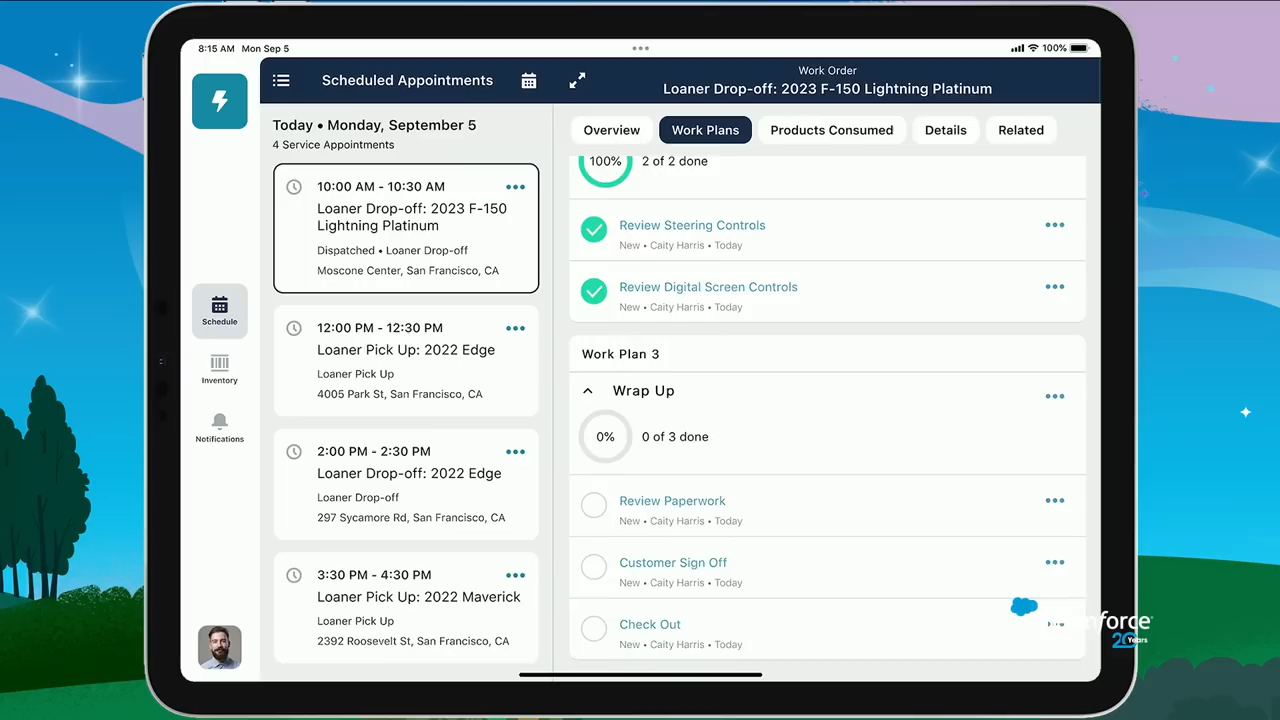 8:15 AM Mon Sep 5
100%
Scheduled Appointments
Work Order
Loaner Drop-off: 2023 F-150 Lightning Platinum
Today • Monday, September 5
4 Service Appointments
10:00 AM - 10:30 AM
Loaner Drop-off: 2023 F-150
Lightning Platinum
Dispatched • Loaner Drop-off
Moscone Center, San Francisco, CA
12:00 PM - 12:30 PM
Loaner Pick Up: 2022 Edge
Loaner Pick Up
4005 Park St, San Francisco, CA
2:00 PM - 2:30 PM
Loaner Drop-off: 2022 Edge
Loaner Drop-off
297 Sycamore Rd, San Francisco, CA
3:30 PM - 4:30 PM
Loaner Pick Up: 2022 Maverick
Loaner Pick Up
2392 Roosevelt St, San Francisco, CA
Schedule
Inventory
Notifications
Overview
Work Plans
Products Consumed
Details
Related
100%
2 of 2 done
Review Steering Controls
New • Caity Harris • Today
Review Digital Screen Controls
New • Caity Harris • Today
Work Plan 3
Wrap Up
0%
0 of 3 done
Review Paperwork
New • Caity Harris • Today
Customer Sign Off
New • Caity Harris • Today
Check Out
New • Caity Harris • Today
20 Years